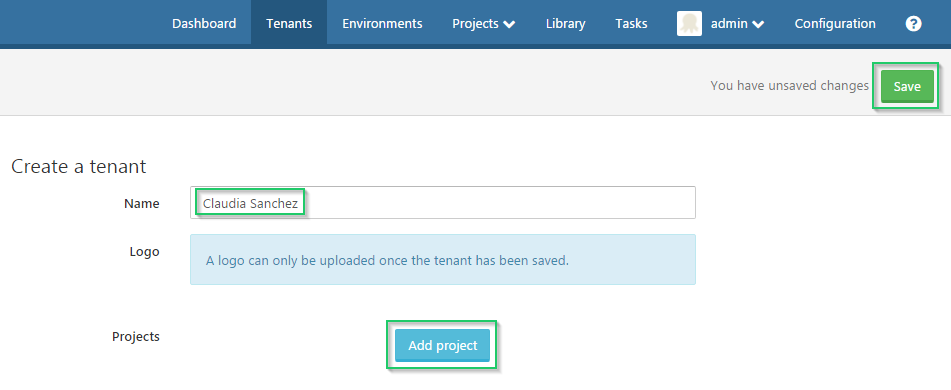 Dashboard Tenants Environments Projects Library Tasks admin Configuration ?
You have unsaved changes Save
Create a tenant
Name Claudia Sanchez
Logo A logo can only be uploaded once the tenant has been saved.
Projects Add project